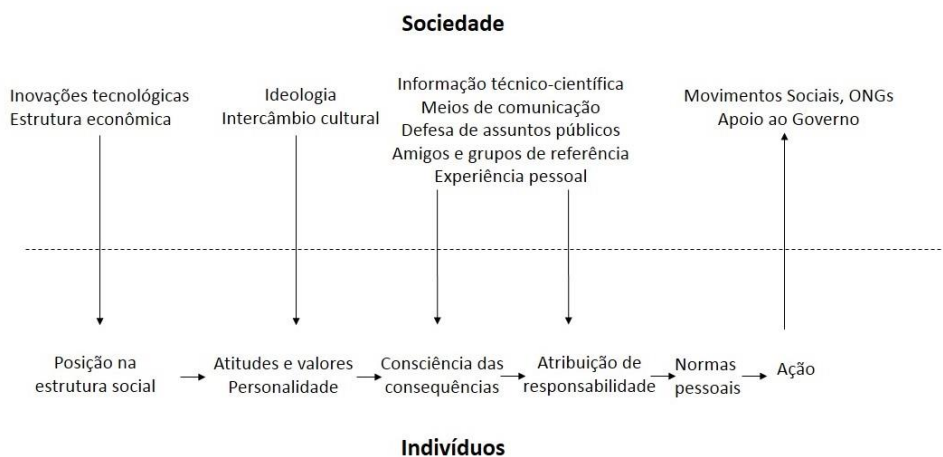 Sociedade
Inovações tecnológicas
Estrutura econômica
Ideologia
Intercâmbio cultural
Informação técnico-científica
Meios de comunicação
Defesa de assuntos públicos
Amigos e grupos de referência
Experiência pessoal
Movimentos Sociais, ONGs
Apoio ao Governo
Posição na
estrutura social
Atitudes e valores
Personalidade
Consciência das
consequências
Atribuição de
responsabilidade
Normas
pessoais
Ação
Indivíduos